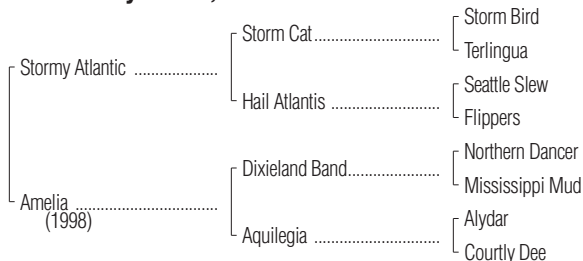 Storm Bird
Storm Cat
Terlingua
Stormy Atlantic
Seattle Slew
Hail Atlantis
Flippers
Northern Dancer
Dixieland Band
Mississippi Mud
Amelia
(1998)
Alydar
Aquilegia
Courtly Dee